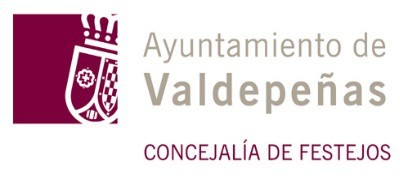 Ayuntamiento de
Valdepeñas
CONCEJALÍA DE FESTEJOS